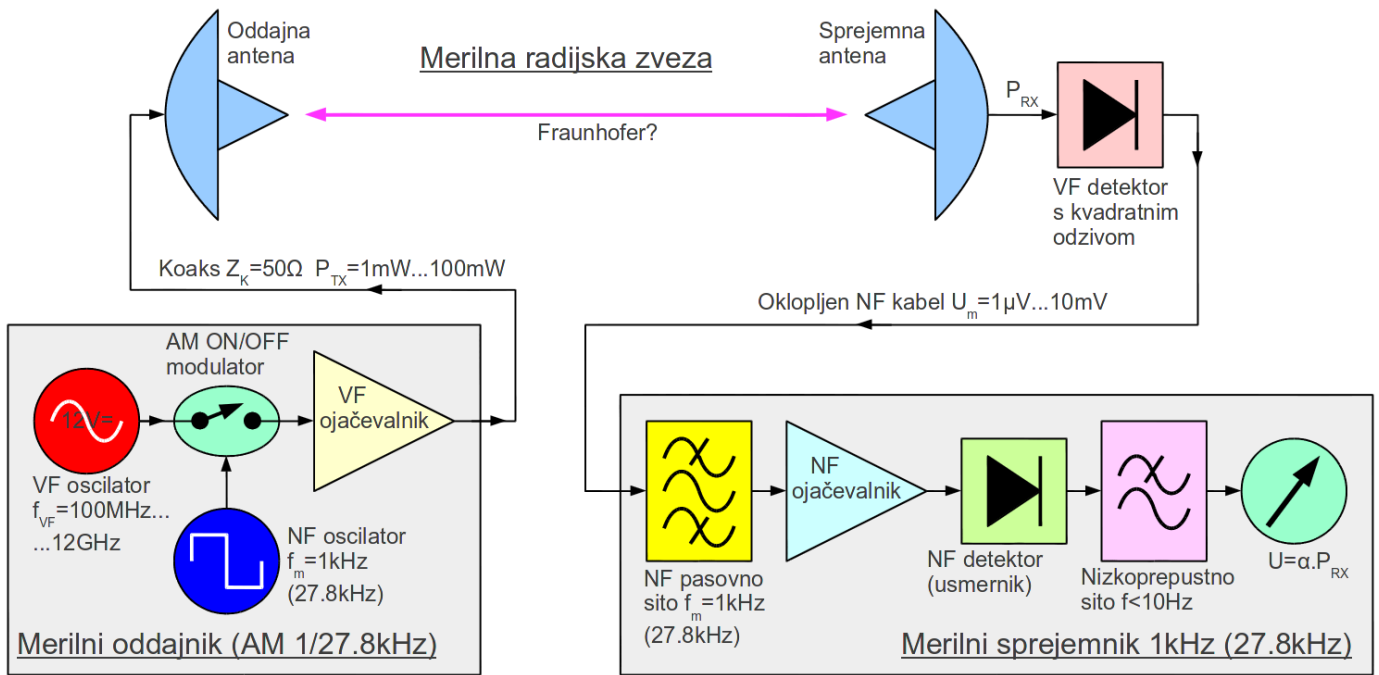 Oddajna
antena
Merilna radijska zveza
Sprejemna
antena
Fraunhofer?
P_RX
VF detektor
s kvadratnim
odzivom
Koaks Z_K=50Ω P_TX=1mW...100mW
Oklopljen NF kabel U_m=1µV...10mV
AM ON/OFF
modulator
12V=
VF
ojačevalnik
VF oscilator
f_VF=100MHz...
...12GHz
NF oscilator
f_m=1kHz
(27.8kHz)
Merilni oddajnik (AM 1/27.8kHz)
NF
ojačevalnik
NF pasovno
sito f_m=1kHz
(27.8kHz)
NF detektor
(usmernik)
Nizkoprepustno
sito f<10Hz
U=α.P_RX
Merilni sprejemnik 1kHz (27.8kHz)